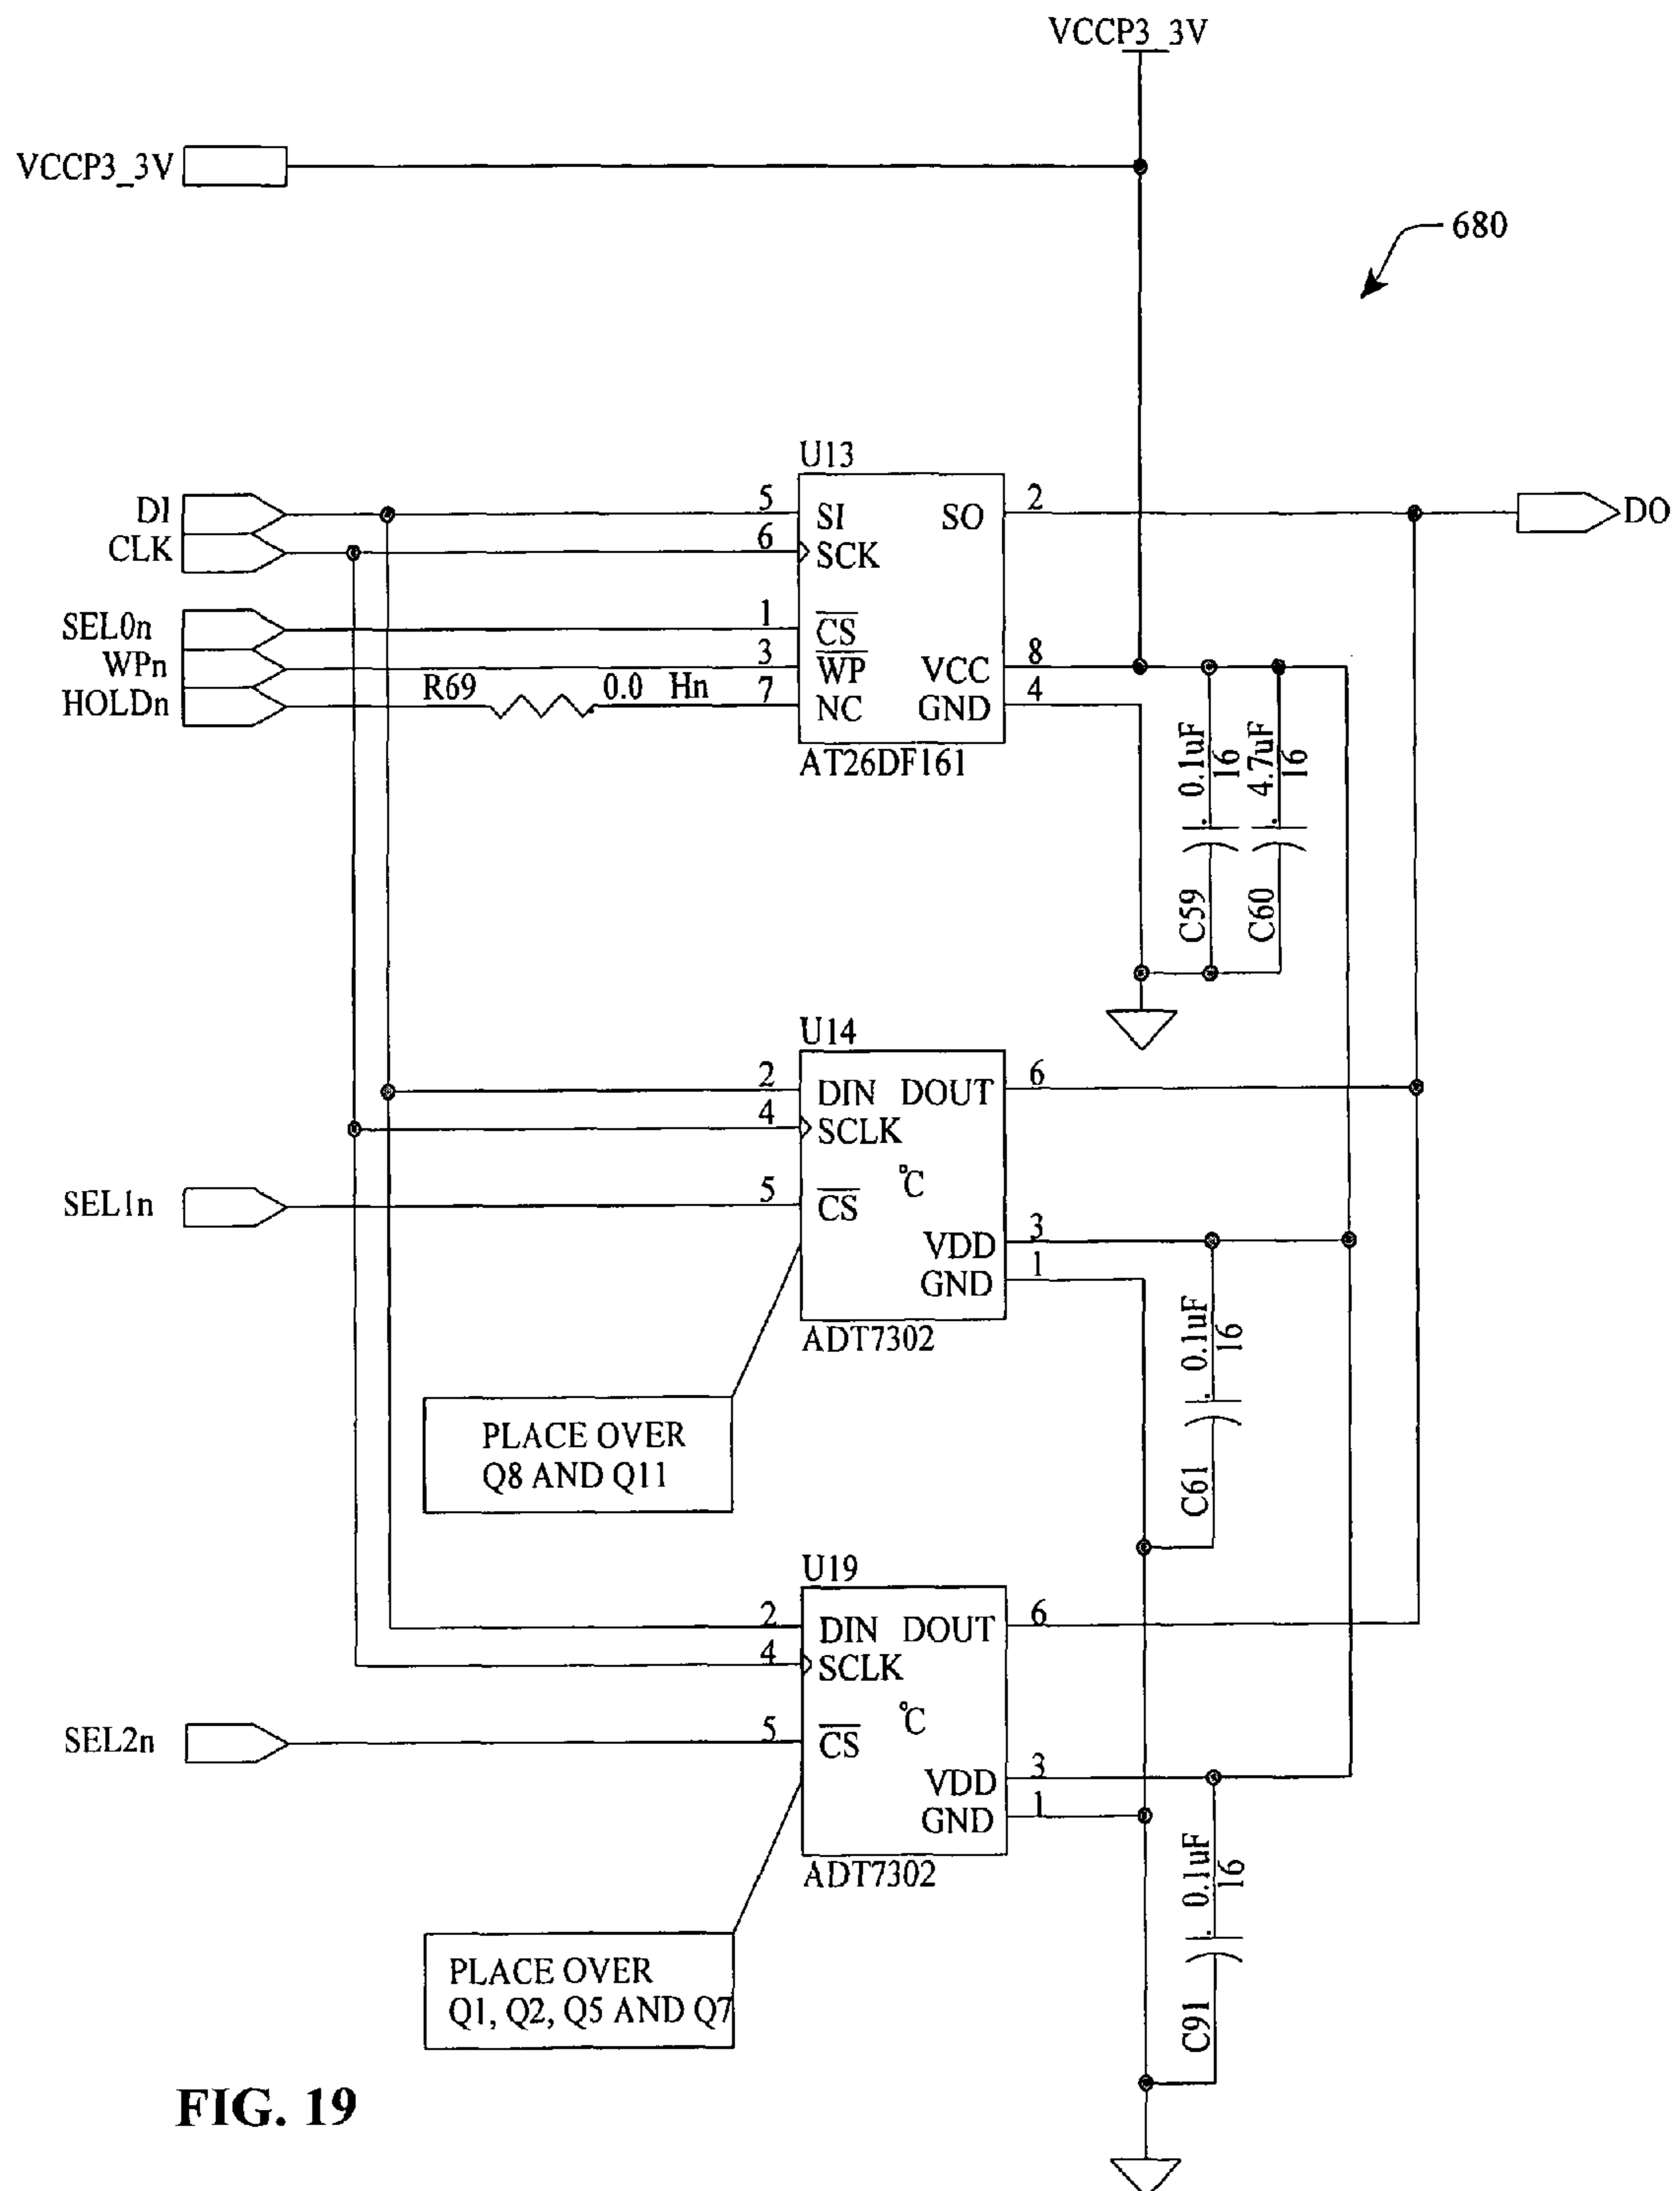 VCCP3_3V
VCCP3_3V
680
U13
DI
5
SI
SO
2
DO
CLK
6
SCK
SEL0n
1
CS
WPn
3
WP
VCC
8
HOLDn
R69
0.0
Hn
7
NC
GND
4
AT26DF161
0.1uF
16
4.7uF
16
C59
C60
U14
2
DIN
DOUT
6
4
SCLK
°C
SEL1n
5
CS
VDD
3
GND
1
ADT7302
0.1uF
16
C61
PLACE OVER
Q8 AND Q11
U19
2
DIN
DOUT
6
4
SCLK
°C
SEL2n
5
CS
VDD
3
GND
1
ADT7302
0.1uF
16
C91
PLACE OVER
Q1, Q2, Q5 AND Q7
FIG. 19